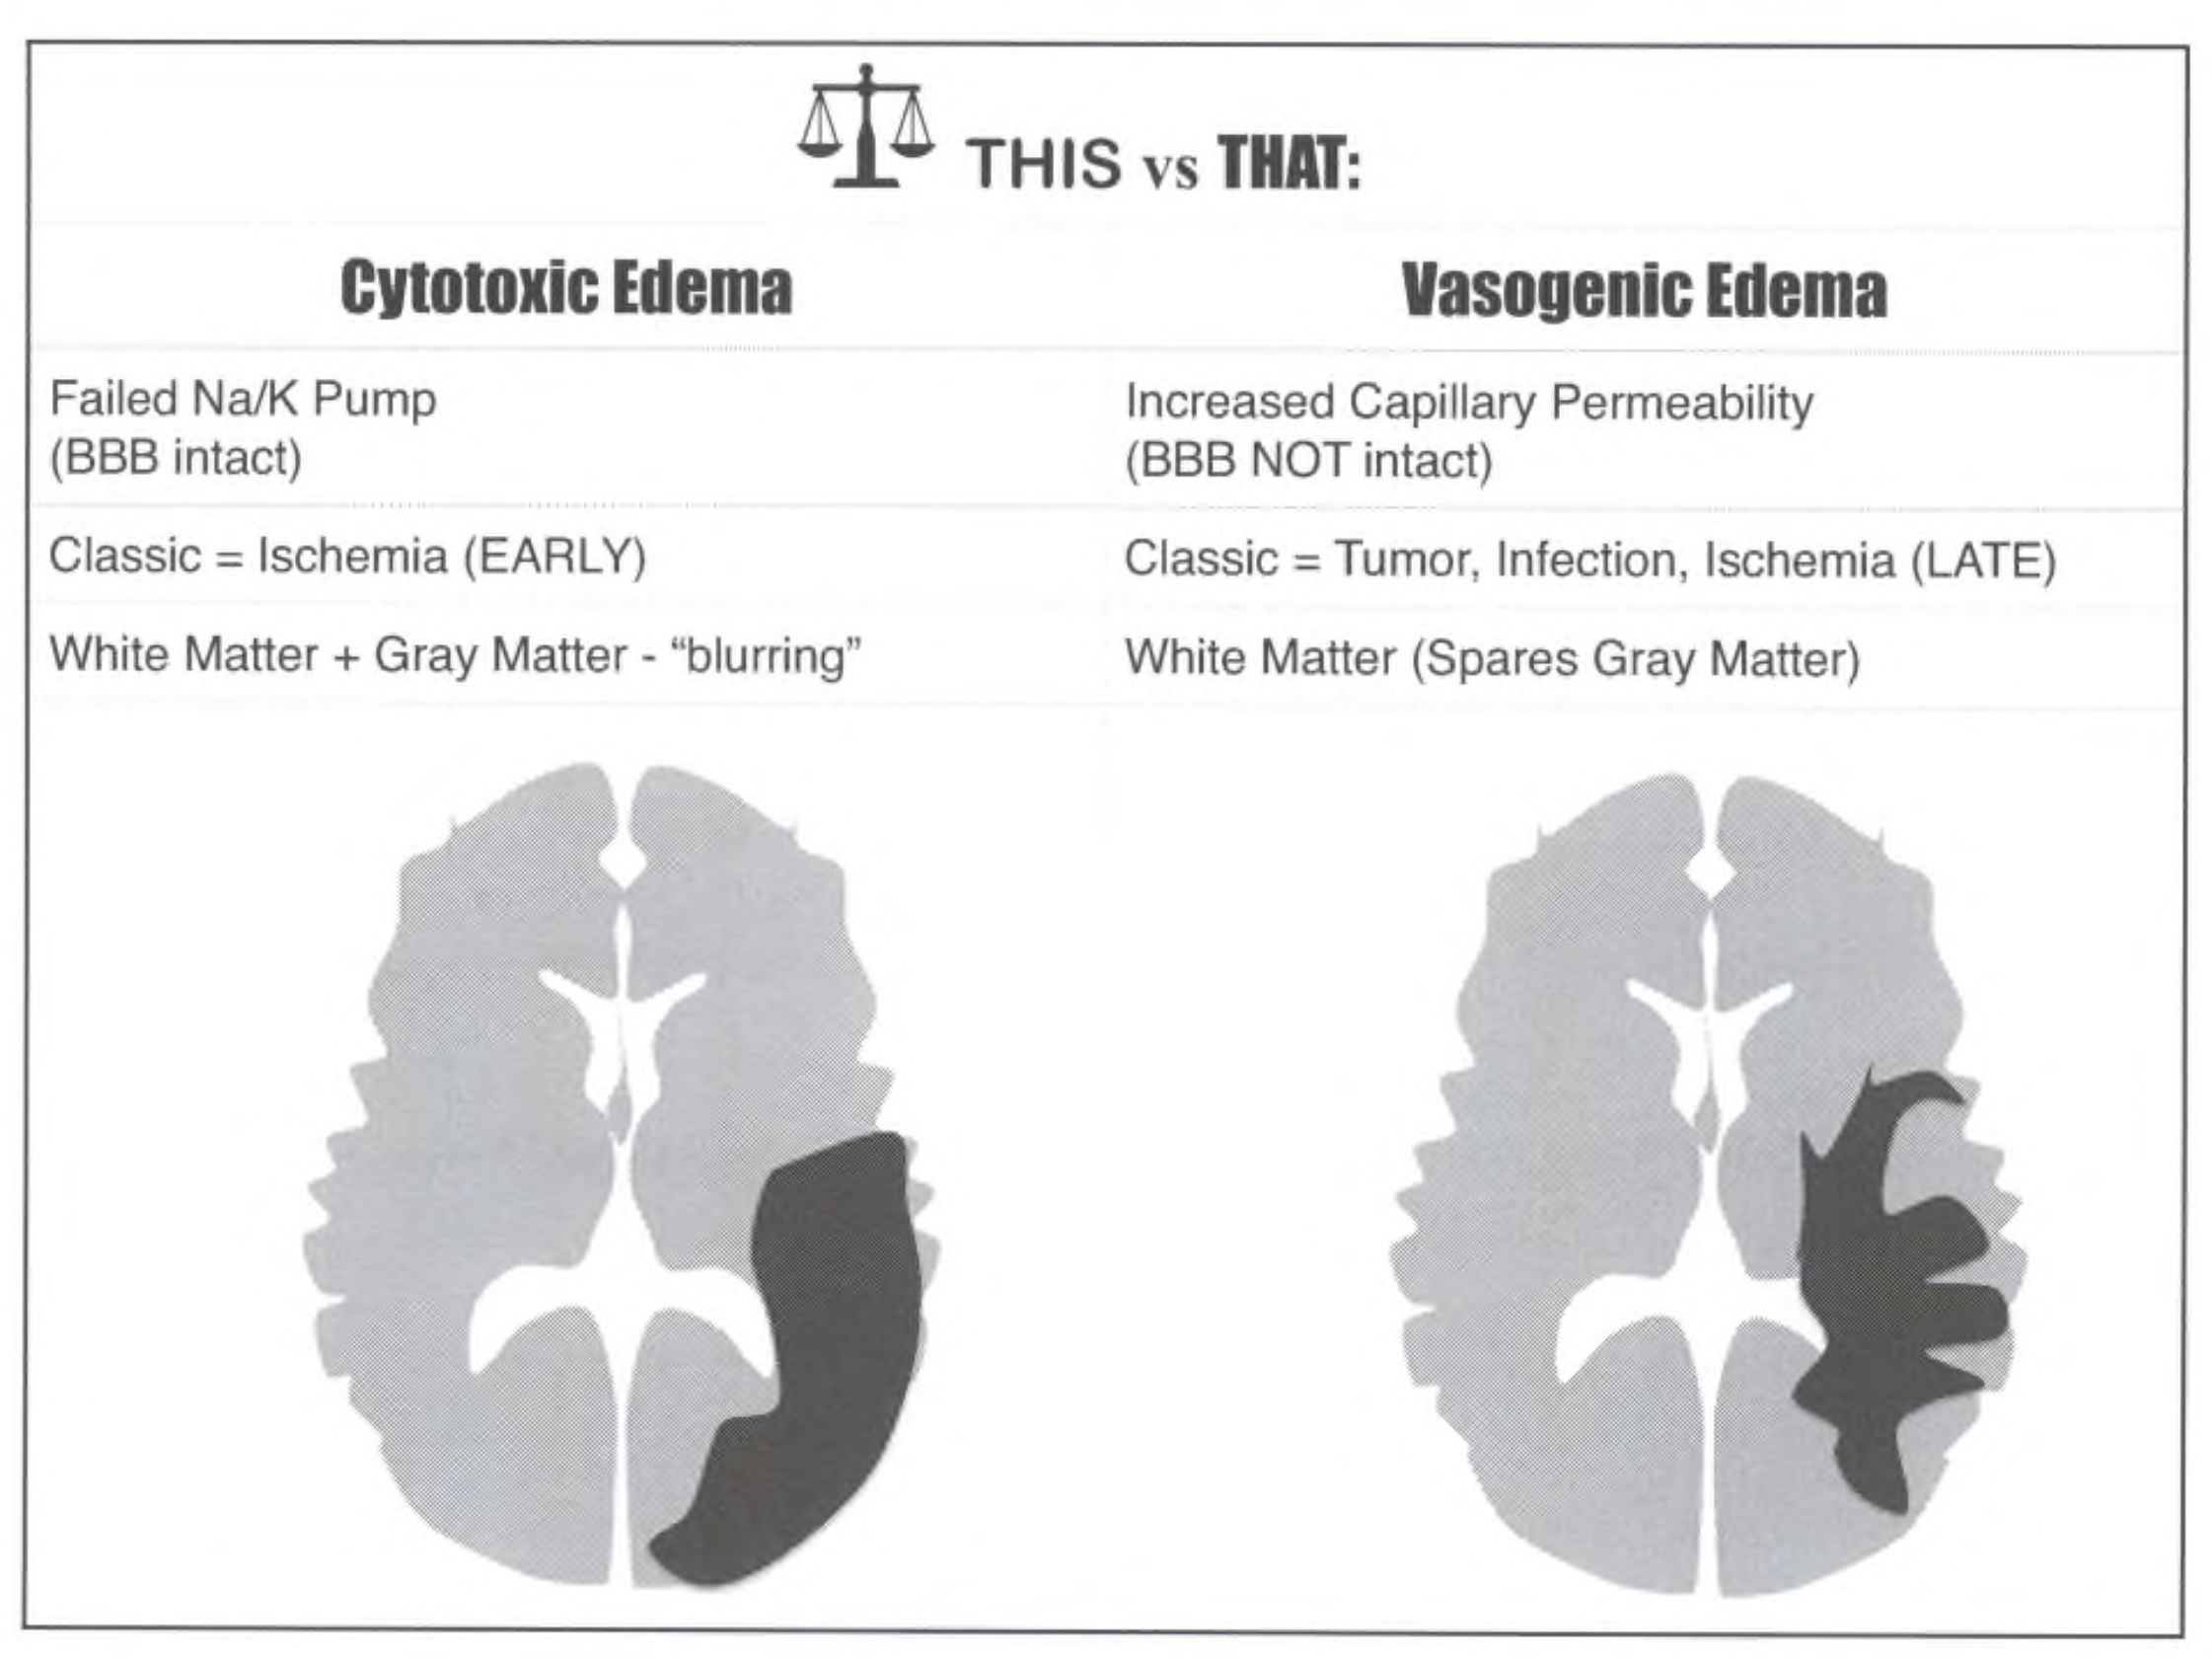 THIS vs THAT:
Cytotoxic Edema
Vasogenic Edema
Failed Na/K Pump
(BBB intact)
Increased Capillary Permeability
(BBB NOT intact)
Classic = Ischemia (EARLY)
Classic = Tumor, Infection, Ischemia (LATE)
White Matter + Gray Matter - “blurring”
White Matter (Spares Gray Matter)